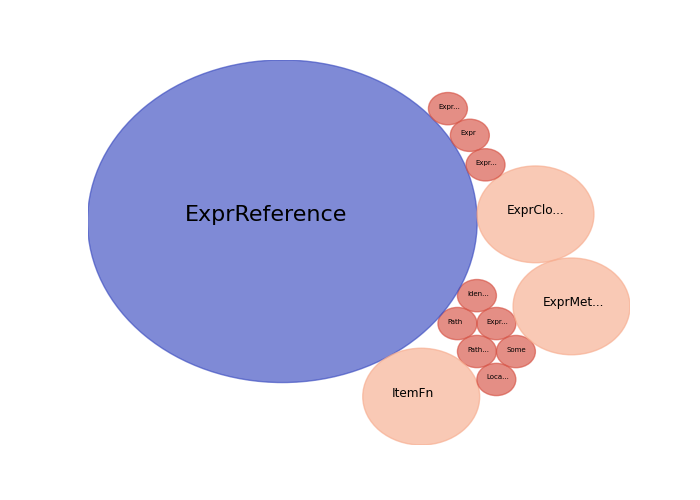 Expr...
Expr
Expr...
ExprReference
ExprClo...
Iden...
ExprMet...
Path
Expr...
Path...
Some
Loca...
ItemFn